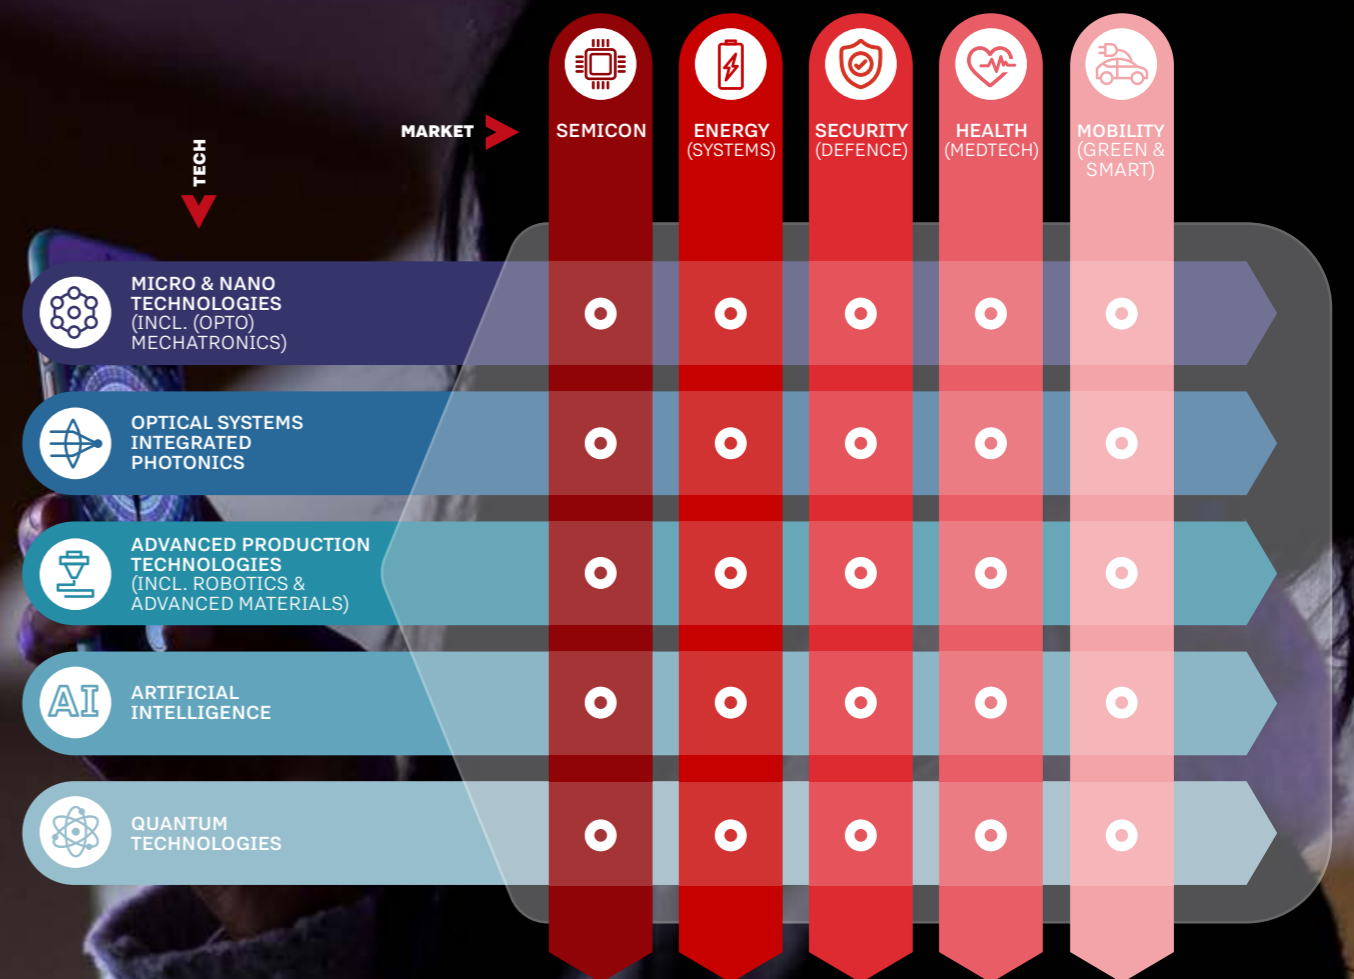 MARKET
SEMICON
ENERGY
(SYSTEMS)
SECURITY
(DEFENCE)
HEALTH
(MEDTECH)
MOBILITY
(GREEN &
SMART)
TECH
MICRO & NANO
TECHNOLOGIES
(INCL. (OPTO)
MECHATRONICS)
OPTICAL SYSTEMS
INTEGRATED
PHOTONICS
ADVANCED PRODUCTION
TECHNOLOGIES
(INCL. ROBOTICS &
ADVANCED MATERIALS)
AI
ARTIFICIAL
INTELLIGENCE
QUANTUM
TECHNOLOGIES